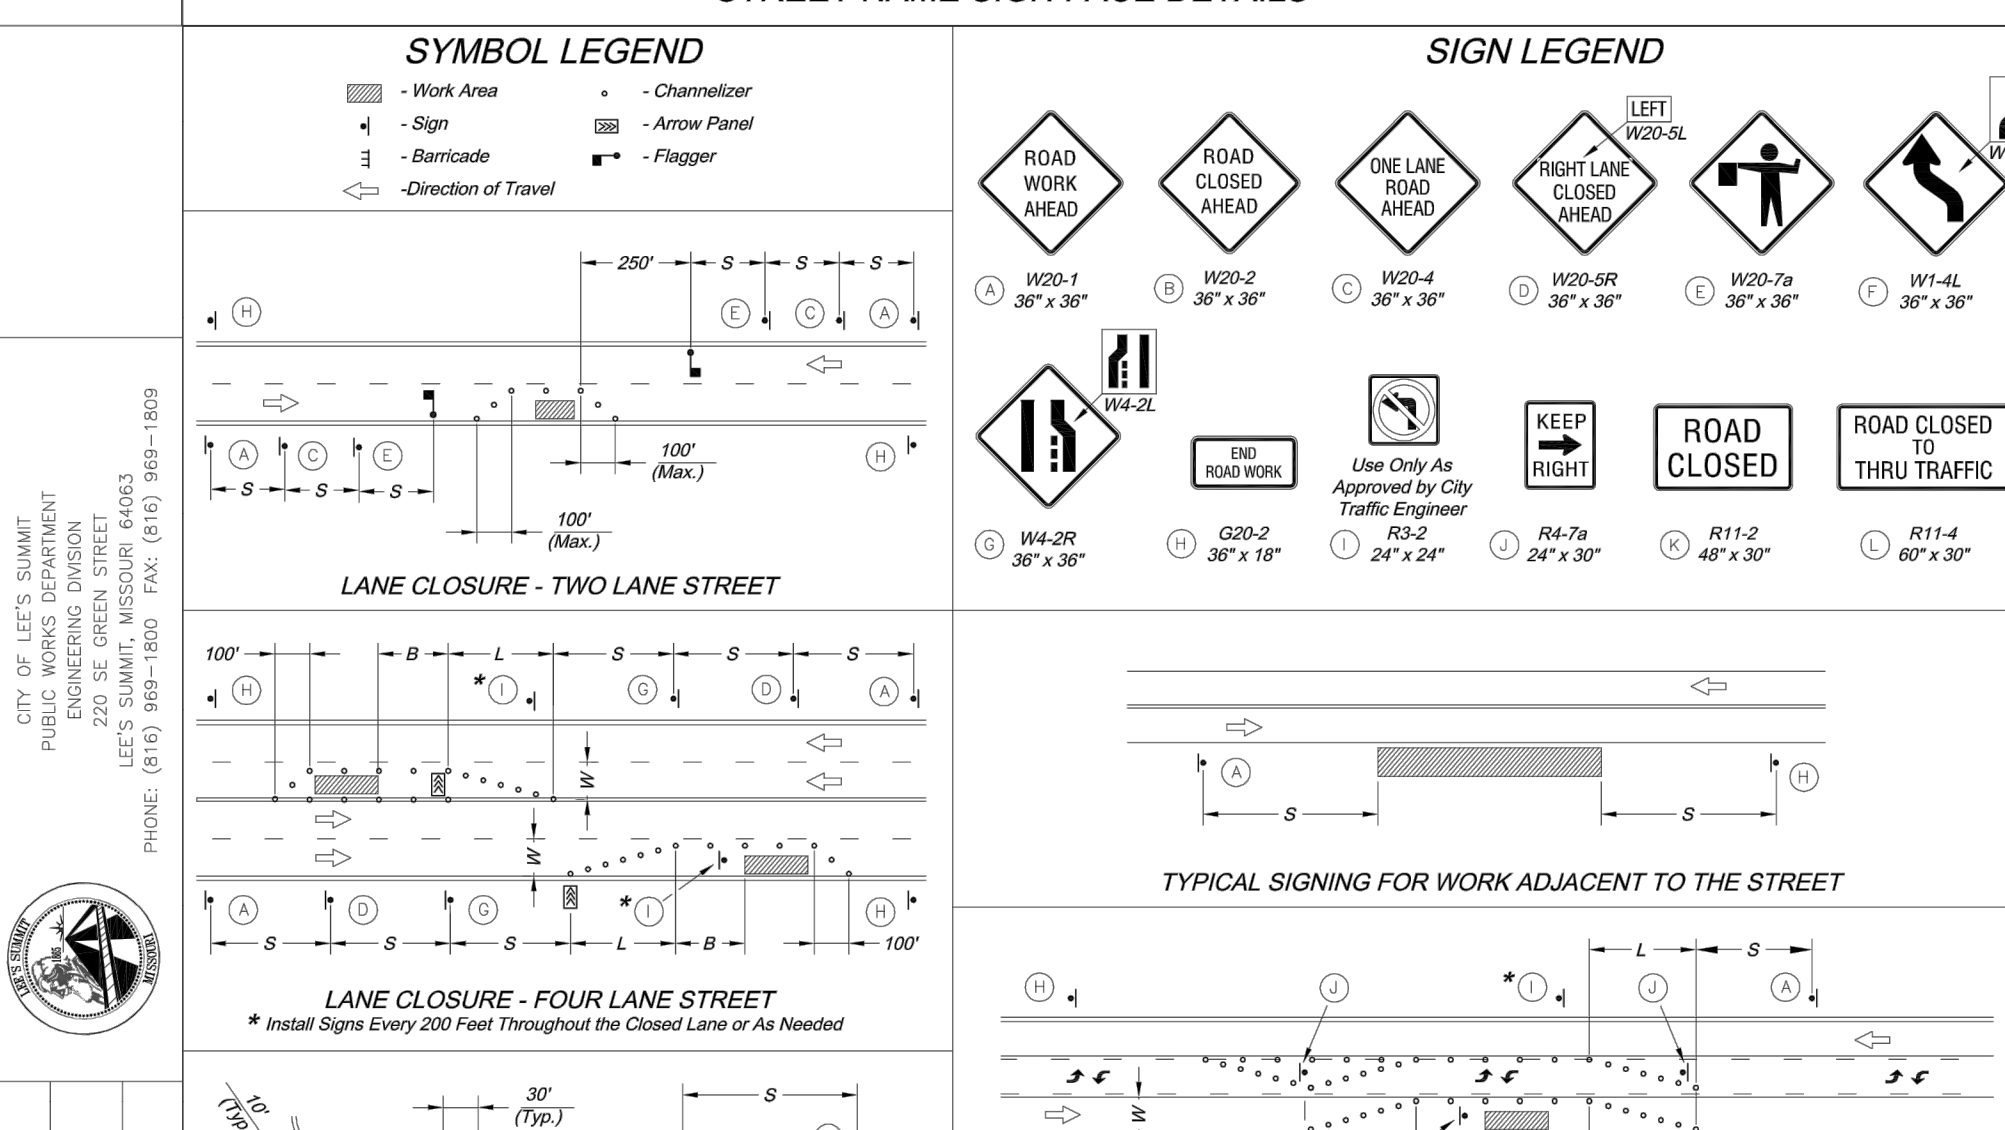 SYMBOL LEGEND
- Work Area
- Channelizer
- Sign
- Arrow Panel
- Barricade
- Flagger
-Direction of Travel
SIGN LEGEND
ROAD
WORK
AHEAD
A
W20-1
36" x 36"
ROAD
CLOSED
AHEAD
B
W20-2
36" x 36"
ONE LANE
ROAD
AHEAD
C
W20-4
36" x 36"
LEFT
W20-5L
RIGHT LANE
CLOSED
AHEAD
D
W20-5R
36" x 36"
E
W20-7a
36" x 36"
F
W1-4L
36" x 36"
W4-2L
G
W4-2R
36" x 36"
END
ROAD WORK
H
G20-2
36" x 18"
Use Only As
Approved by City
Traffic Engineer
I
R3-2
24" x 24"
KEEP
RIGHT
J
R4-7a
24" x 30"
ROAD
CLOSED
K
R11-2
48" x 30"
ROAD CLOSED
TO
THRU TRAFFIC
L
R11-4
60" x 30"
250' S S S
H E C A
A C E H
S S S
100'
(Max.)
100'
(Max.)
LANE CLOSURE - TWO LANE STREET
100' B L S S S
H * I G D A
W
W
A D G * I H
S S S L B 100'
LANE CLOSURE - FOUR LANE STREET
* Install Signs Every 200 Feet Throughout the Closed Lane or As Needed
A H
S S
TYPICAL SIGNING FOR WORK ADJACENT TO THE STREET
L S
H J * I J A
W
10'
30'
(Typ.)
S
CITY OF LEE'S SUMMIT
PUBLIC WORKS DEPARTMENT
ENGINEERING DIVISION
220 SE GREEN STREET
LEE'S SUMMIT, MISSOURI 64063
PHONE: (816) 969-1800 FAX: (816) 969-1809
LEE'S SUMMIT
1865
MISSOURI